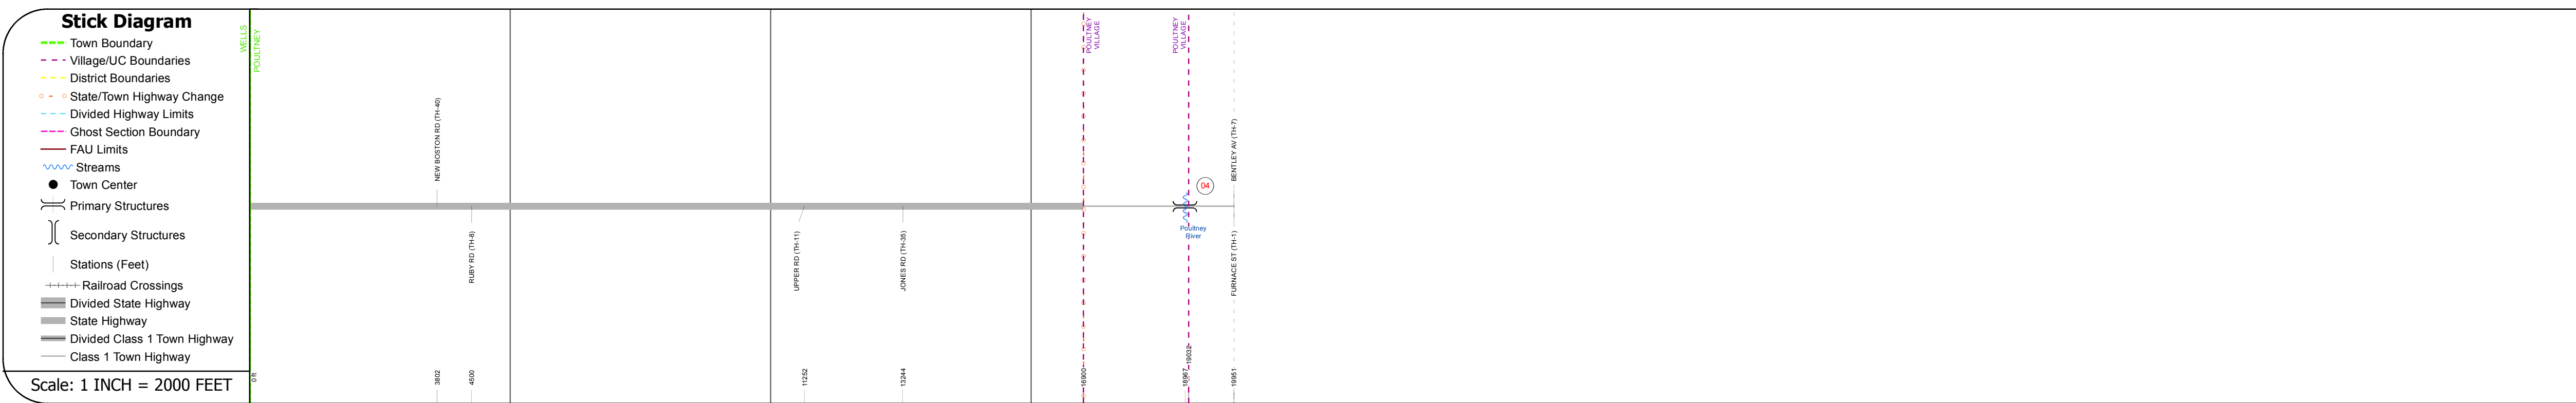 Stick Diagram
Town Boundary
Village/UC Boundaries
District Boundaries
State/Town Highway Change
Divided Highway Limits
Ghost Section Boundary
FAU Limits
Streams
Town Center
Primary Structures
Secondary Structures
Stations (Feet)
Railroad Crossings
Divided State Highway
State Highway
Divided Class 1 Town Highway
Class 1 Town Highway
Scale: 1 INCH = 2000 FEET
WELLS
POULTNEY
NEW BOSTON RD (TH-40)
RUBY RD (TH-8)
UPPER RD (TH-11)
JONES RD (TH-35)
POULTNEY
VILLAGE
POULTNEY
VILLAGE
04
Poultney
River
BENTLEY AV (TH-7)
FURNACE ST (TH-1)
0 ft
3802
4500
11252
13244
16900
18967
19032
19951